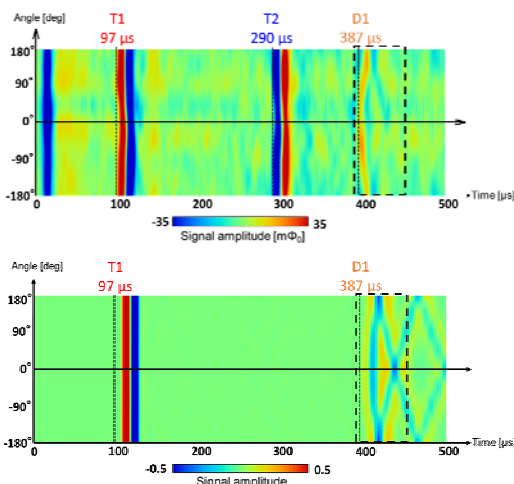 Angle [deg]
T1
T2
D1
97 µs
290 µs
387 µs
180°
90°
0°
-90°
-180°
0
100
200
300
400
500
Time [µs]
-35
35
Signal amplitude [mΦ₀]
Angle [deg]
T1
D1
97 µs
387 µs
180°
90°
0°
-90°
-180°
0
100
200
300
400
500
Time [µs]
-0.5
0.5
Signal amplitude